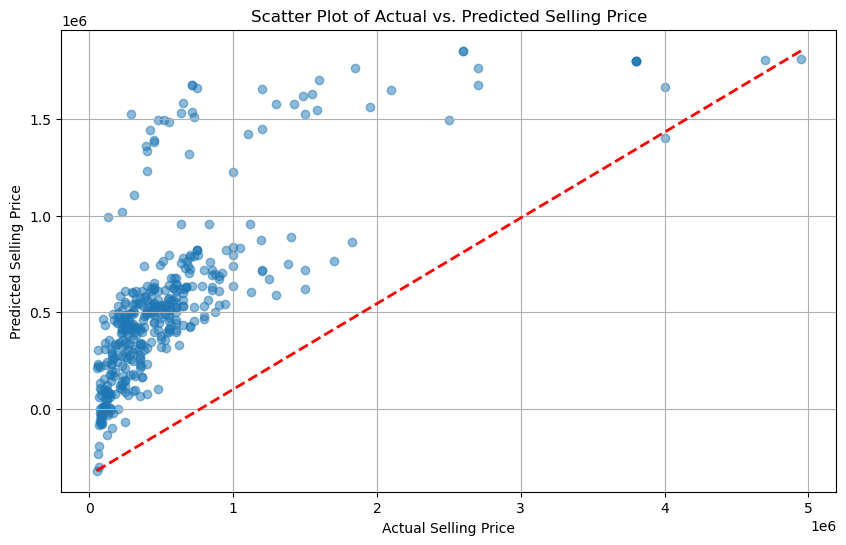 Scatter Plot of Actual vs. Predicted Selling Price
1e6
1.5
1.0
0.5
0.0
Predicted Selling Price
0 1 2 3 4 5
1e6
Actual Selling Price